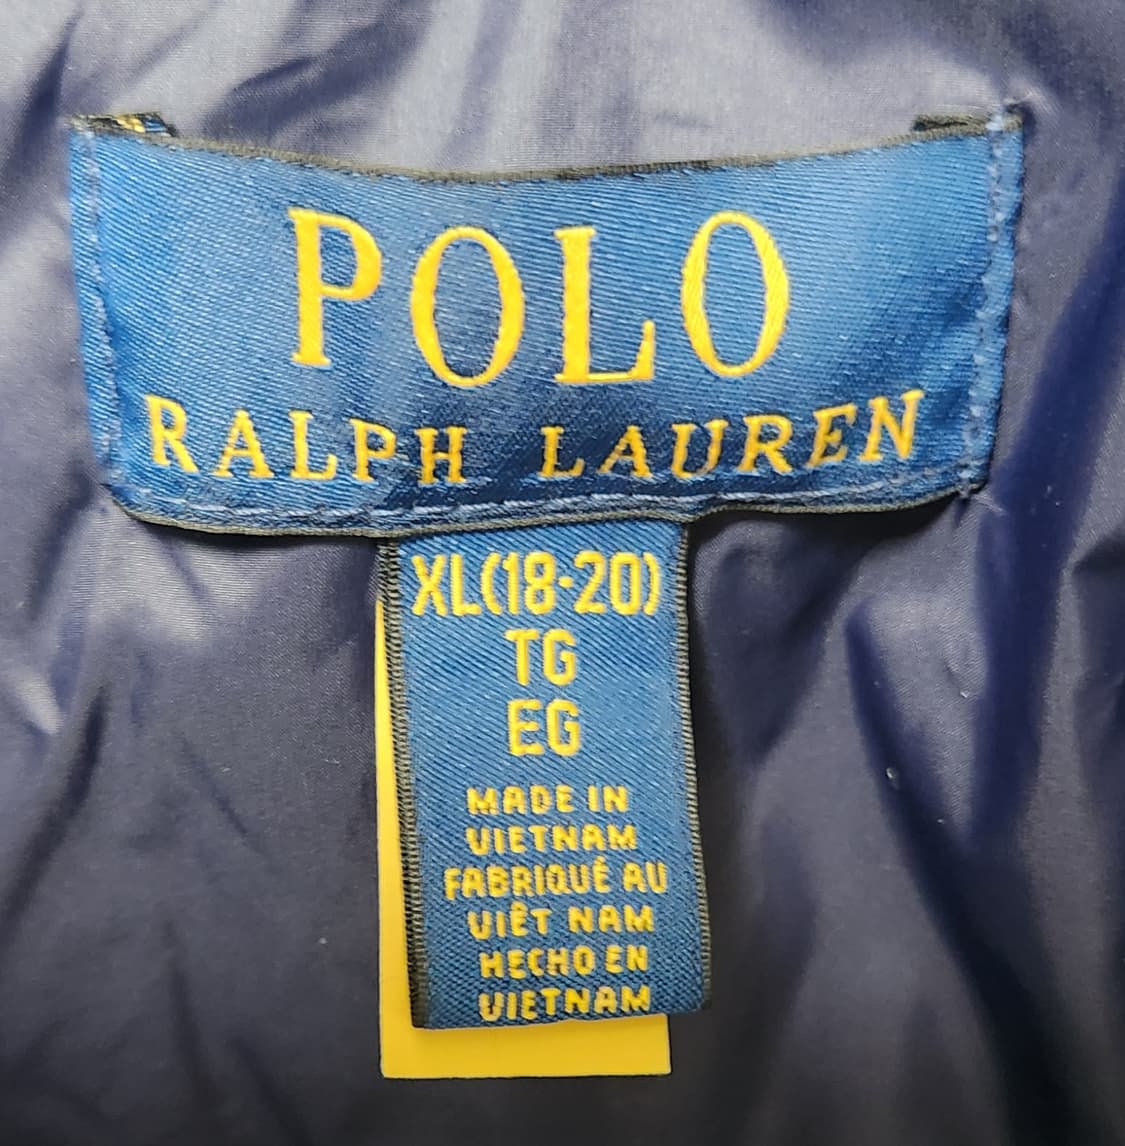 POLO
RALPH LAUREN
XL(18-20)
TG
EG
MADE IN
VIETNAM
FABRIQUÉ AU
VIÊT NAM
HECHO EN
VIETNAM